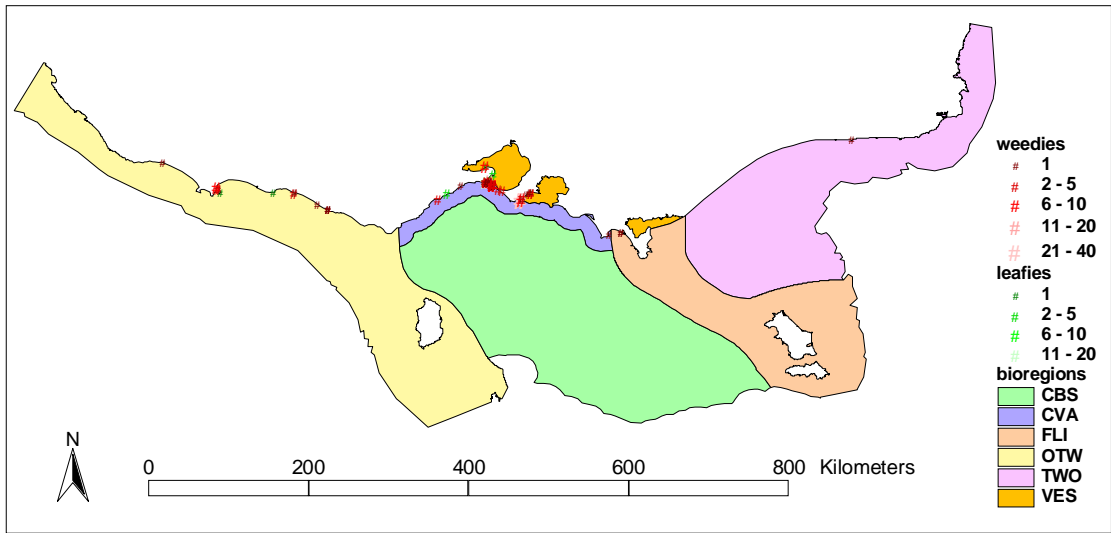 weedies
# 1
# 2 - 5
# 6 - 10
# 11 - 20
# 21 - 40
leafies
# 1
# 2 - 5
# 6 - 10
# 11 - 20
bioregions
CBS
CVA
FLI
OTW
TWO
VES
N
0 200 400 600 800 Kilometers